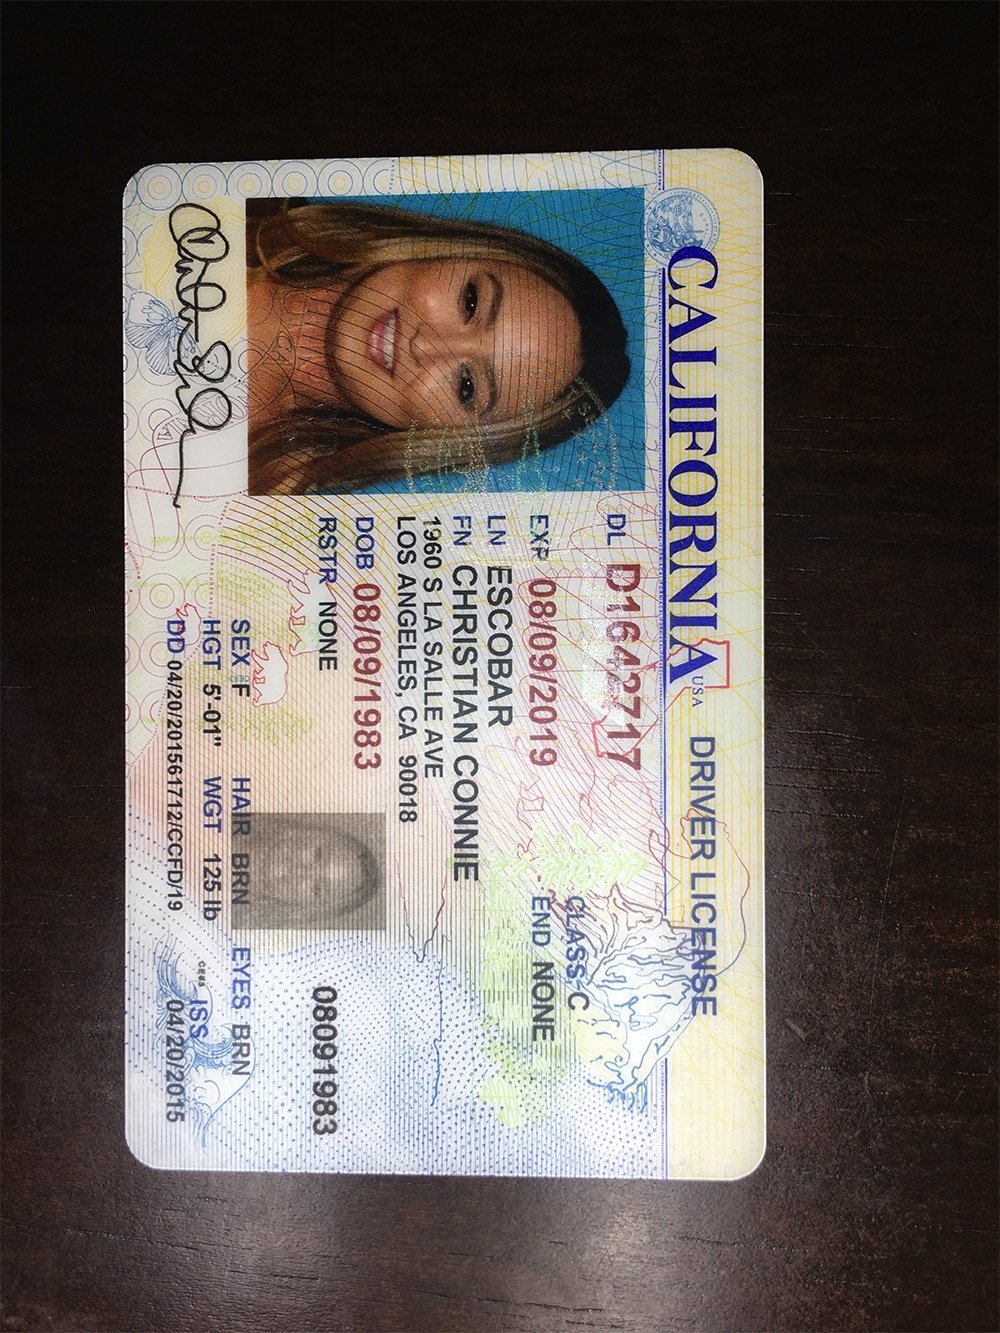 CALIFORNIA USA DRIVER LICENSE
DL D1642717
EXP 08/09/2019
CLASS C
END NONE
LN ESCOBAR
FN CHRISTIAN CONNIE
1960 S LA SALLE AVE
LOS ANGELES, CA 90018
DOB 08/09/1983
RSTR NONE
08091983
SEX F HAIR BRN EYES BRN
HGT 5'-01" WGT 125 lb
ISS
DD 04/20/201561712/CCFD/19 04/20/2015